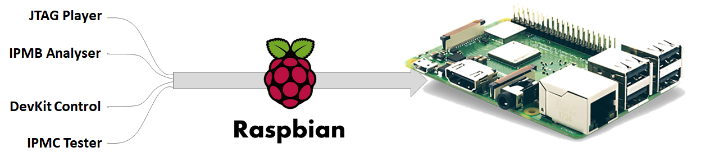 JTAG Player
IPMB Analyser
DevKit Control
IPMC Tester
Raspbian